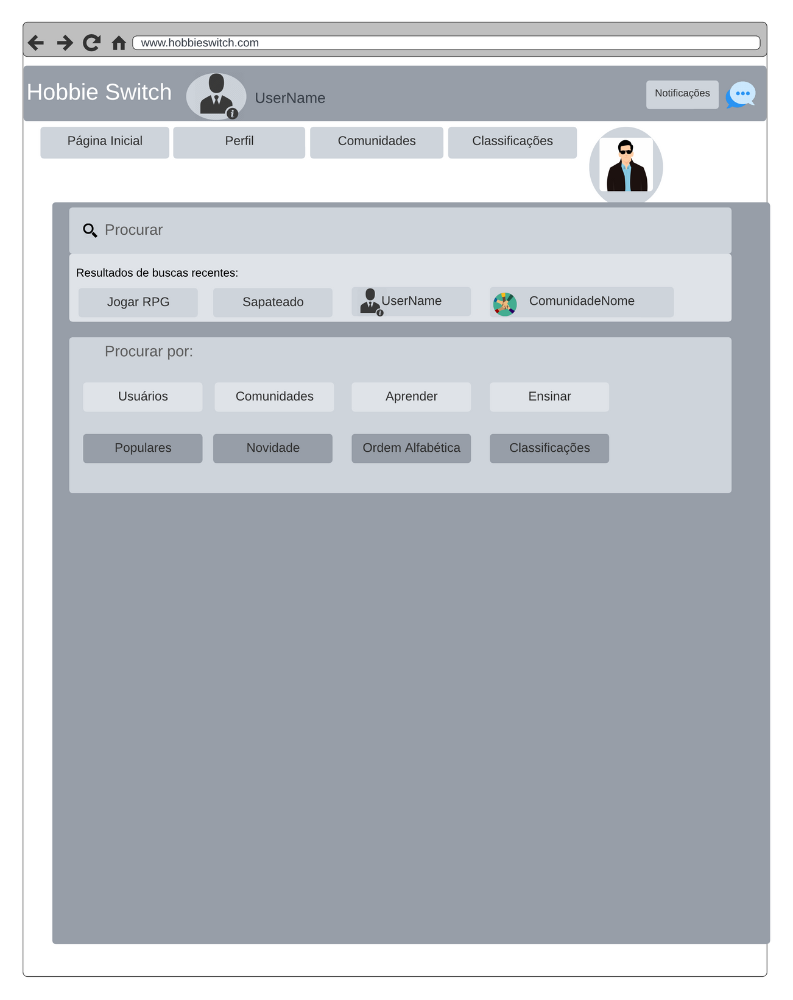 www.hobbieswitch.com
Hobbie Switch
UserName
Notificações
Página Inicial
Perfil
Comunidades
Classificações
Procurar
Resultados de buscas recentes:
Jogar RPG
Sapateado
UserName
ComunidadeNome
Procurar por:
Usuários
Comunidades
Aprender
Ensinar
Populares
Novidade
Ordem Alfabética
Classificações